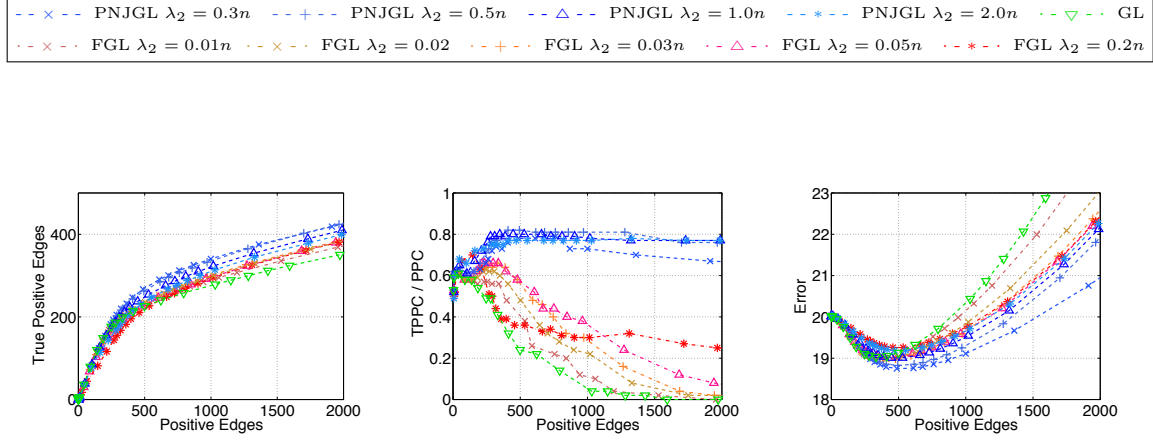 PNJGL λ₂ = 0.3n PNJGL λ₂ = 0.5n PNJGL λ₂ = 1.0n PNJGL λ₂ = 2.0n GL
FGL λ₂ = 0.01n FGL λ₂ = 0.02 FGL λ₂ = 0.03n FGL λ₂ = 0.05n FGL λ₂ = 0.2n
True Positive Edges
400
200
0
0 500 1000 1500 2000
Positive Edges
TPPC / PPC
1
0.8
0.6
0.4
0.2
0
0 500 1000 1500 2000
Positive Edges
Error
23
22
21
20
19
18
0 500 1000 1500 2000
Positive Edges